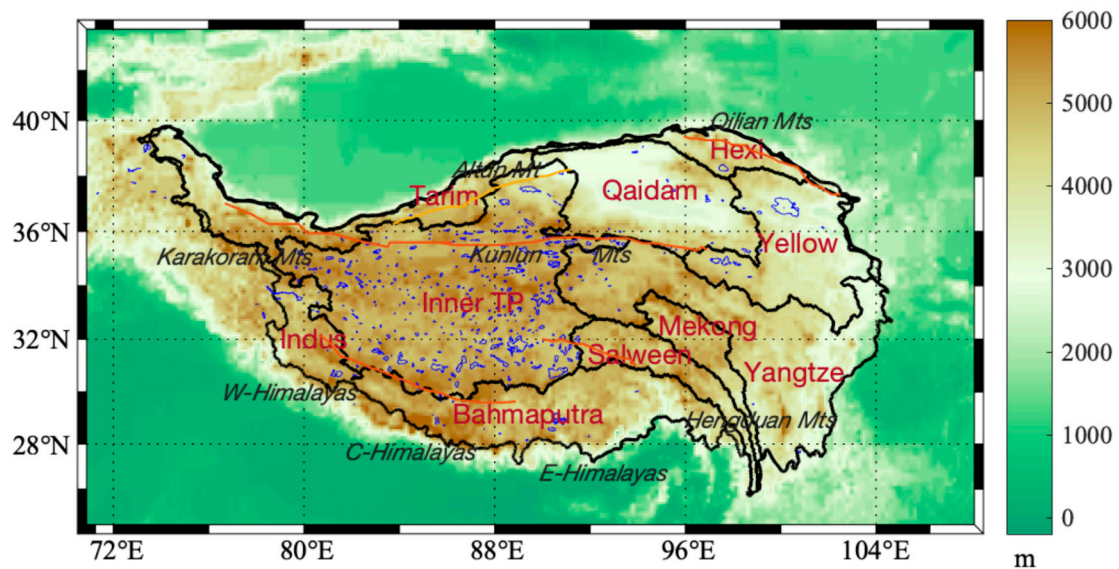 6000
5000
4000
3000
2000
1000
0
m
40°N
36°N
32°N
28°N
72°E
80°E
88°E
96°E
104°E
Qilian Mts
Hexi
Altun Mt
Tarim
Qaidam
Yellow
Karakoram Mts
Kunlun Mts
Inner TP
Mekong
Indus
Salween
Yangtze
W-Himalayas
Bahmaputra
Hengduan Mts
C-Himalayas
E-Himalayas